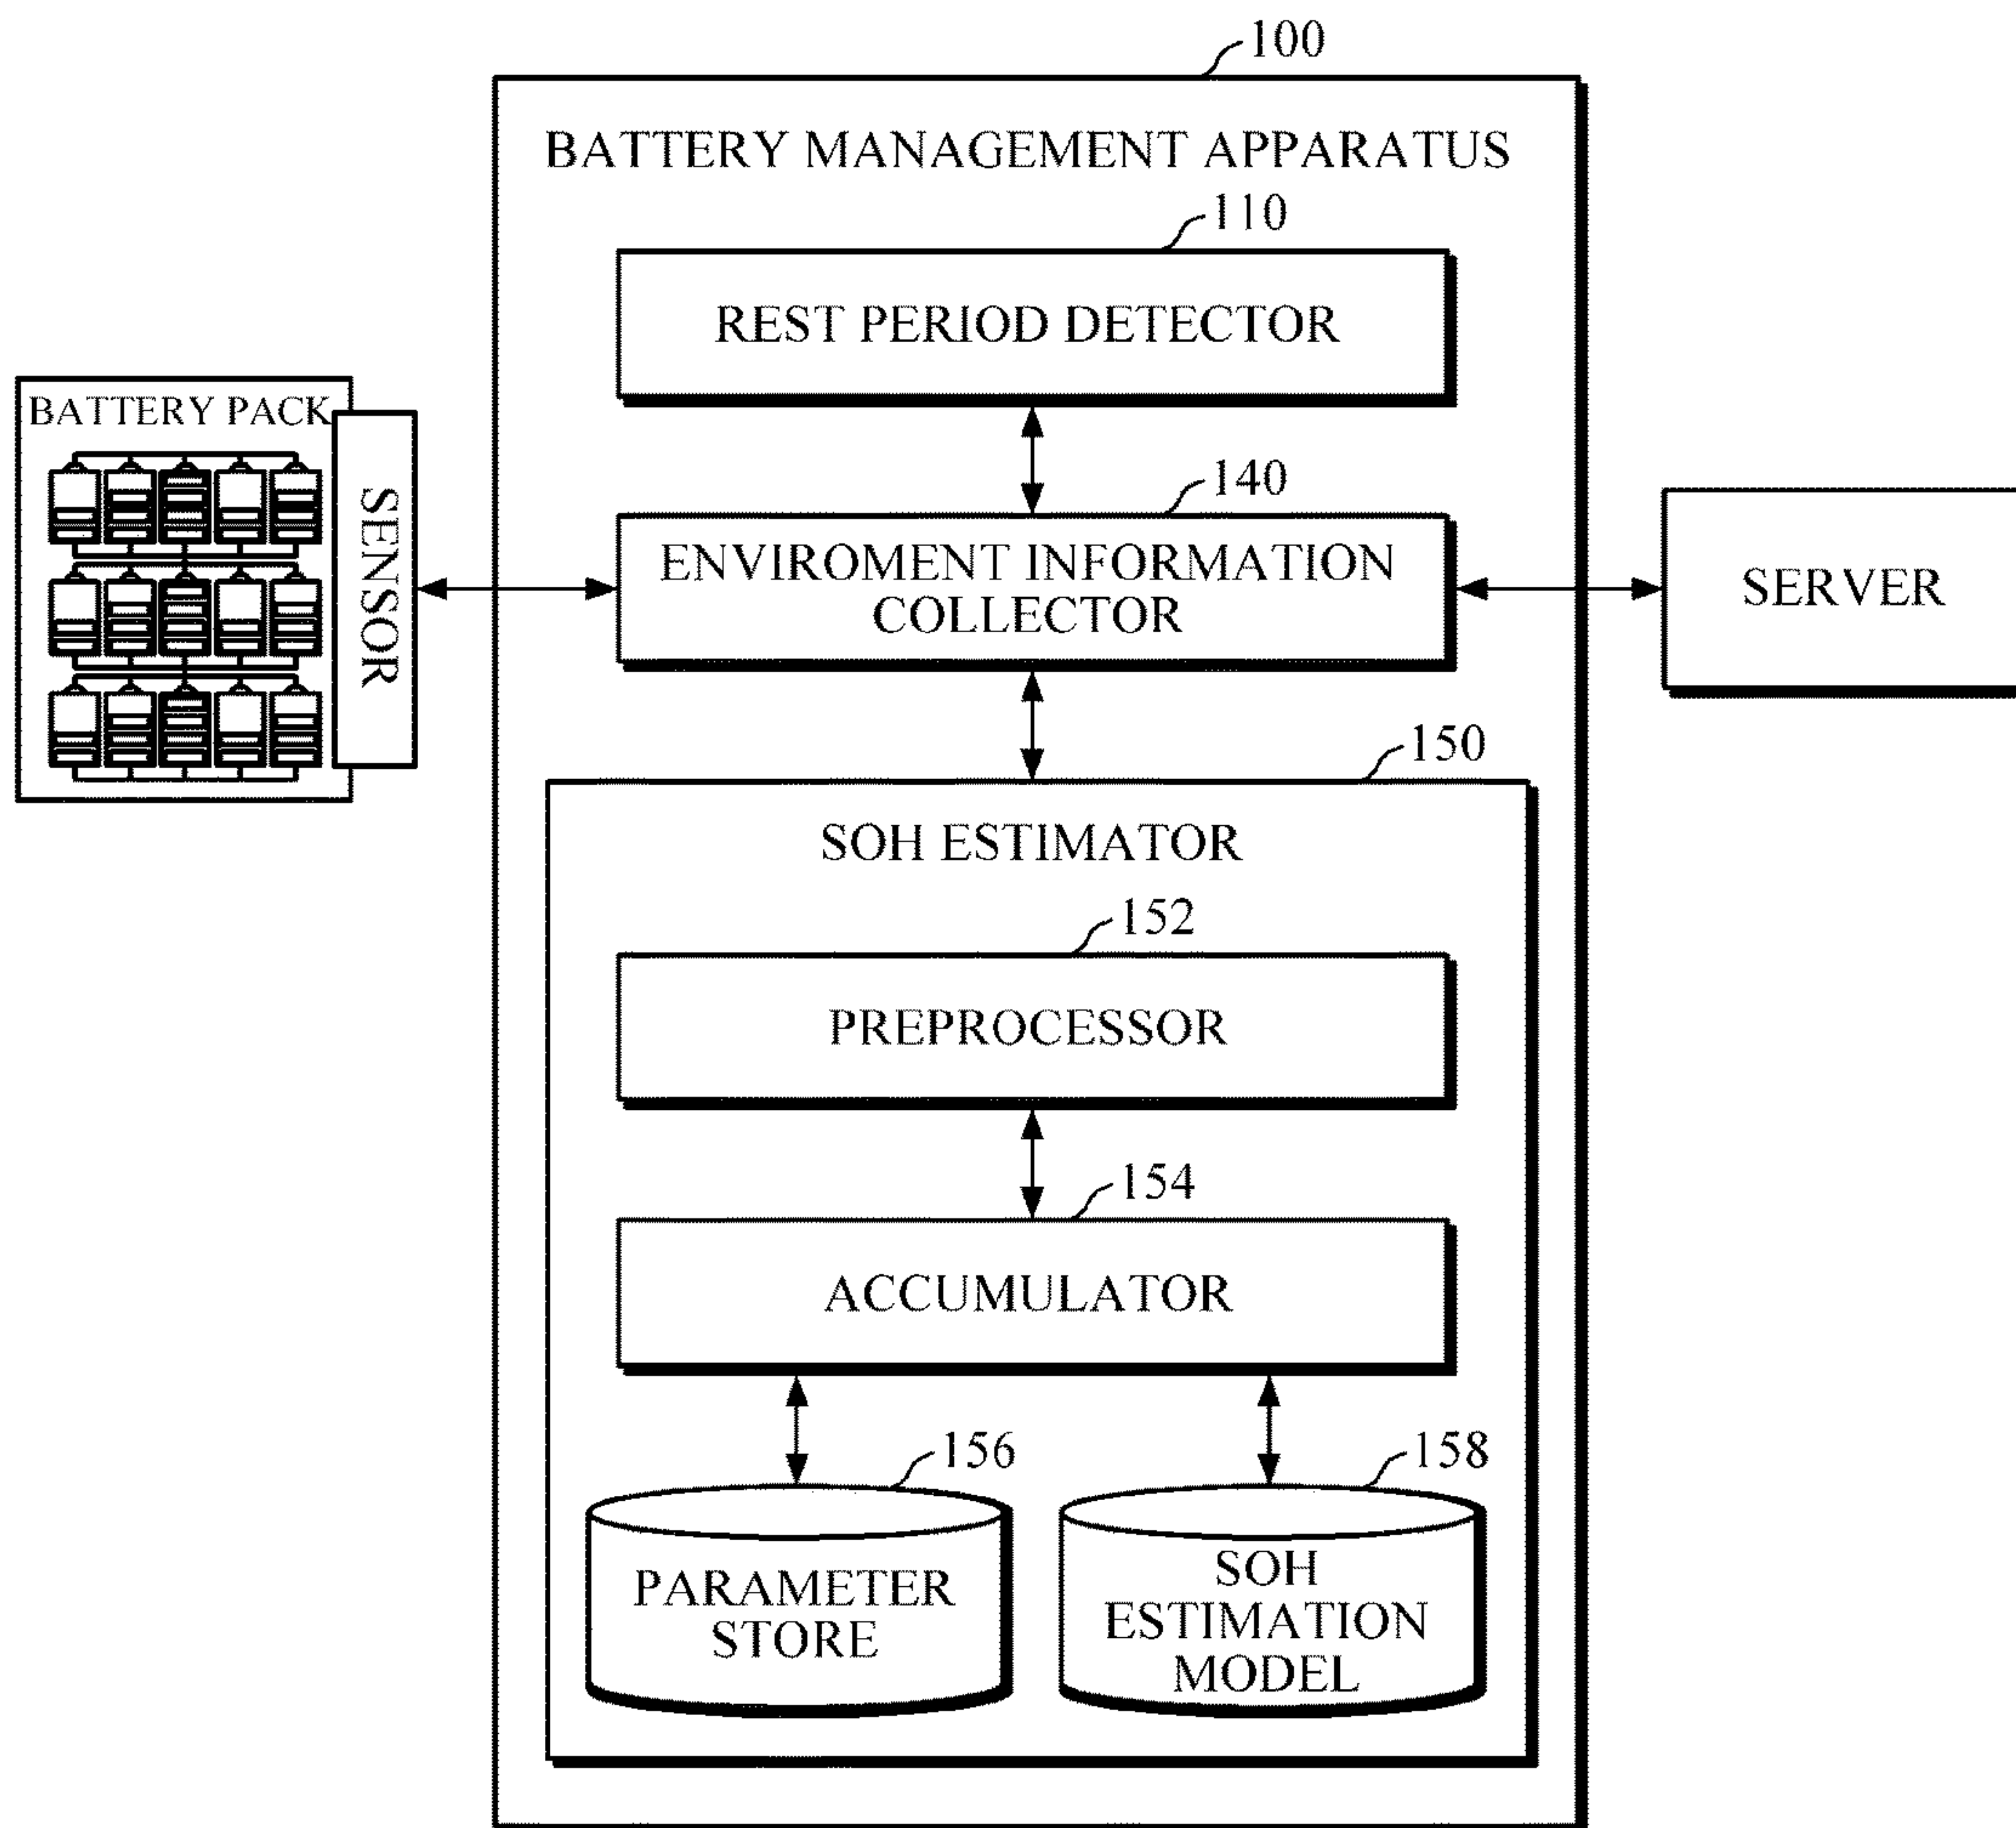 100
BATTERY MANAGEMENT APPARATUS
110
REST PERIOD DETECTOR
BATTERY PACK
SENSOR
140
ENVIROMENT INFORMATION
COLLECTOR
SERVER
150
SOH ESTIMATOR
152
PREPROCESSOR
154
ACCUMULATOR
156
PARAMETER
STORE
158
SOH
ESTIMATION
MODEL